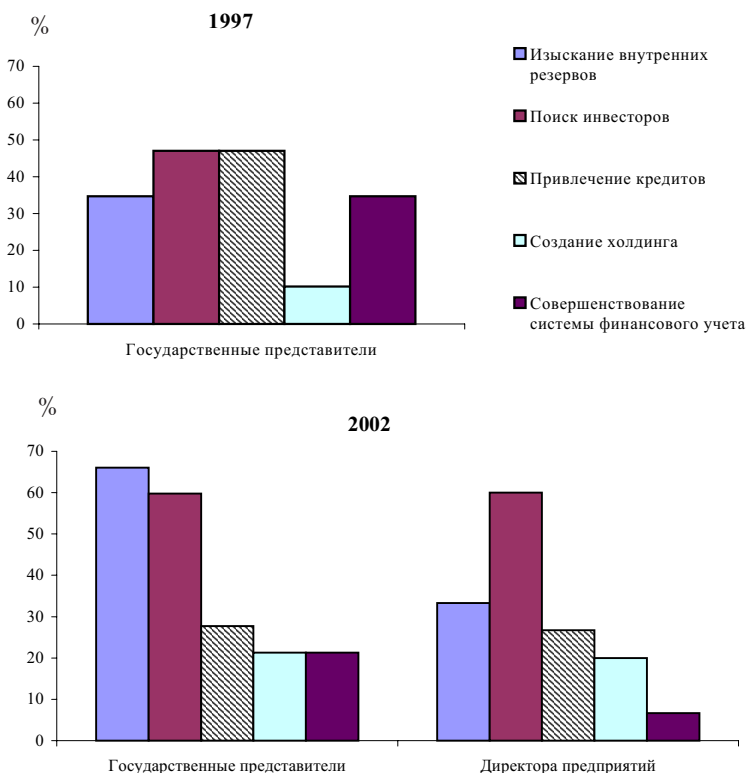 %
1997
70
60
50
40
30
20
10
0
Государственные представители
Изыскание внутренних
резервов
Поиск инвесторов
Привлечение кредитов
Создание холдинга
Совершенствование
системы финансового учета
%
2002
70
60
50
40
30
20
10
0
Государственные представители
Директора предприятий